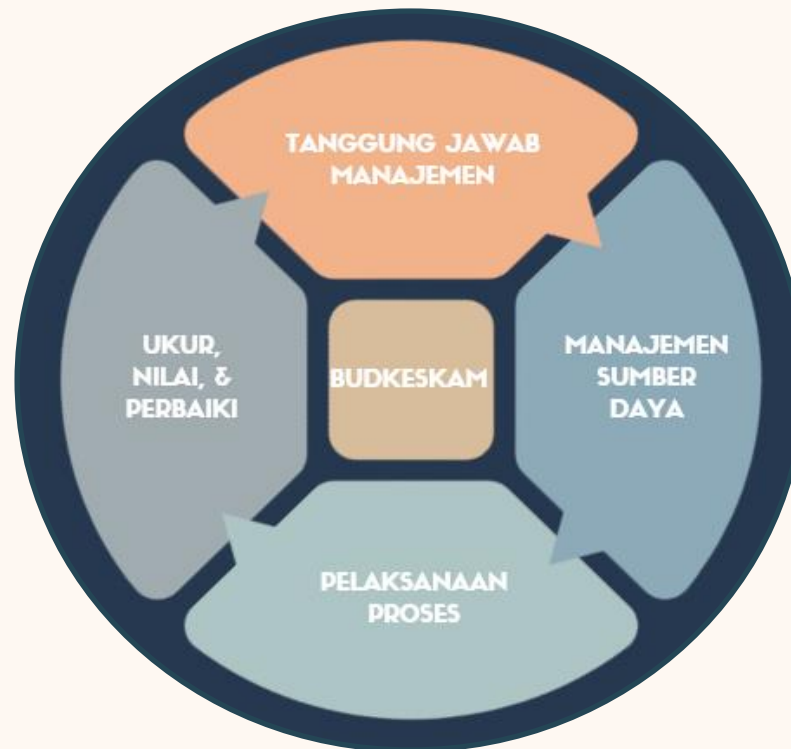 TANGGUNG JAWAB
MANAJEMEN
UKUR,
NILAI, &
PERBAIKI
BUDKESKAM
MANAJEMEN
SUMBER
DAYA
PELAKSANAAN
PROSES